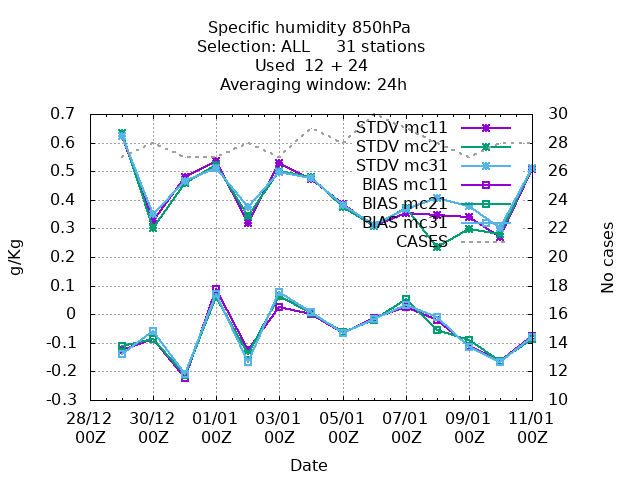 Specific humidity 850hPa
Selection: ALL 31 stations
Used 12 + 24
Averaging window: 24h
0.7
0.6
0.5
0.4
0.3
0.2
0.1
0
-0.1
-0.2
-0.3
g/Kg
30
28
26
24
22
20
18
16
14
12
10
No cases
STDV mc11
STDV mc21
STDV mc31
BIAS mc11
BIAS mc21
BIAS mc31
CASES
28/12 30/12 01/01 03/01 05/01 07/01 09/01 11/01
00Z 00Z 00Z 00Z 00Z 00Z 00Z 00Z
Date